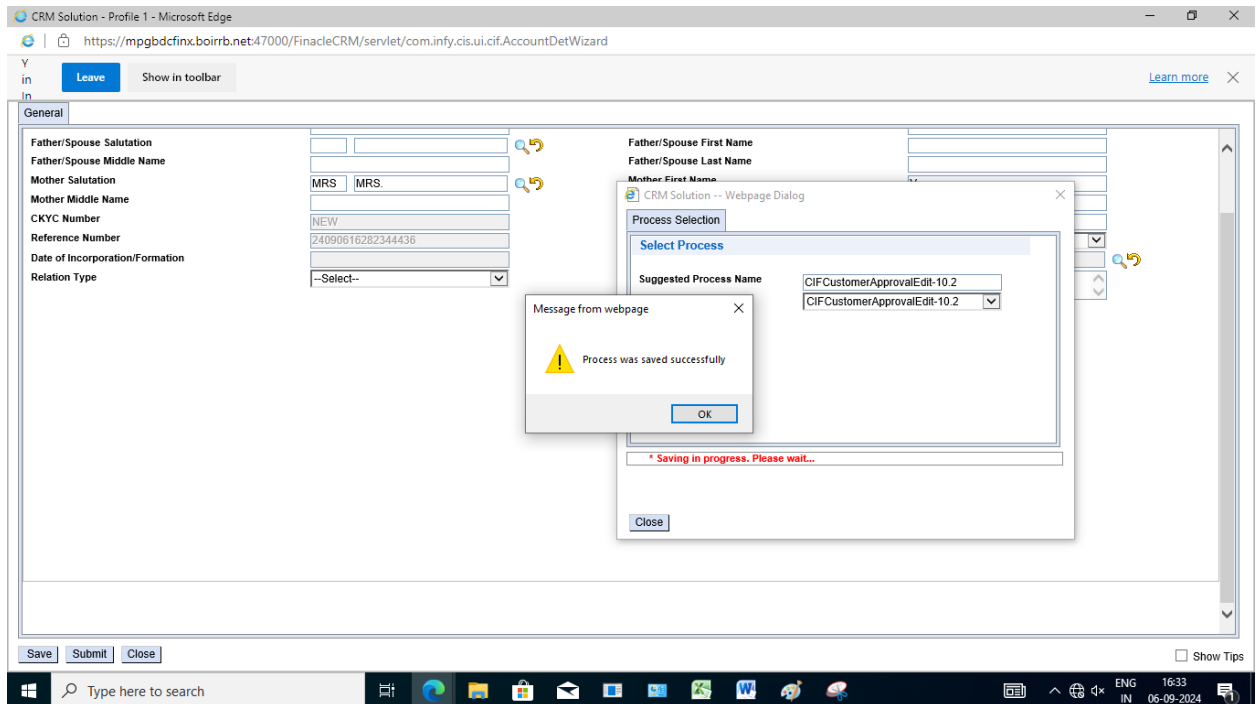 CRM Solution - Profile 1 - Microsoft Edge
https://mpgbdcfinx.boirrb.net:47000/FinacleCRM/servlet/com.infy.cis.ui.cif.AccountDetWizard
Y
in
In
Leave
Show in toolbar
Learn more
General
Father/Spouse Salutation
Father/Spouse First Name
Father/Spouse Middle Name
Father/Spouse Last Name
Mother Salutation
MRS
MRS.
Mother First Name
Mother Middle Name
CKYC Number
NEW
Reference Number
24090616282344436
Date of Incorporation/Formation
Relation Type
--Select--
CRM Solution -- Webpage Dialog
Process Selection
Select Process
Suggested Process Name
CIFCustomerApprovalEdit-10.2
CIFCustomerApprovalEdit-10.2
Message from webpage
Process was saved successfully
OK
* Saving in progress. Please wait...
Close
Save
Submit
Close
Show Tips
Type here to search
ENG
IN
16:33
06-09-2024
1